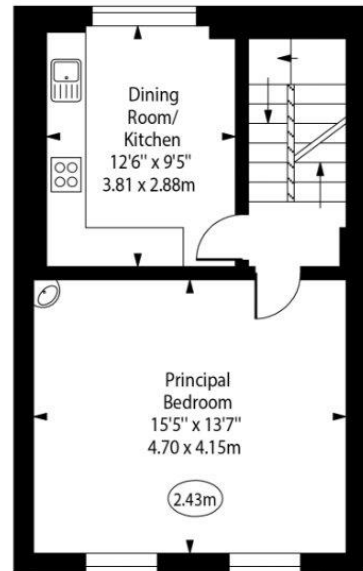 Dining
Room/
Kitchen
12'6" x 9'5"
3.81 x 2.88m
Principal
Bedroom
15'5" x 13'7"
4.70 x 4.15m
2.43m